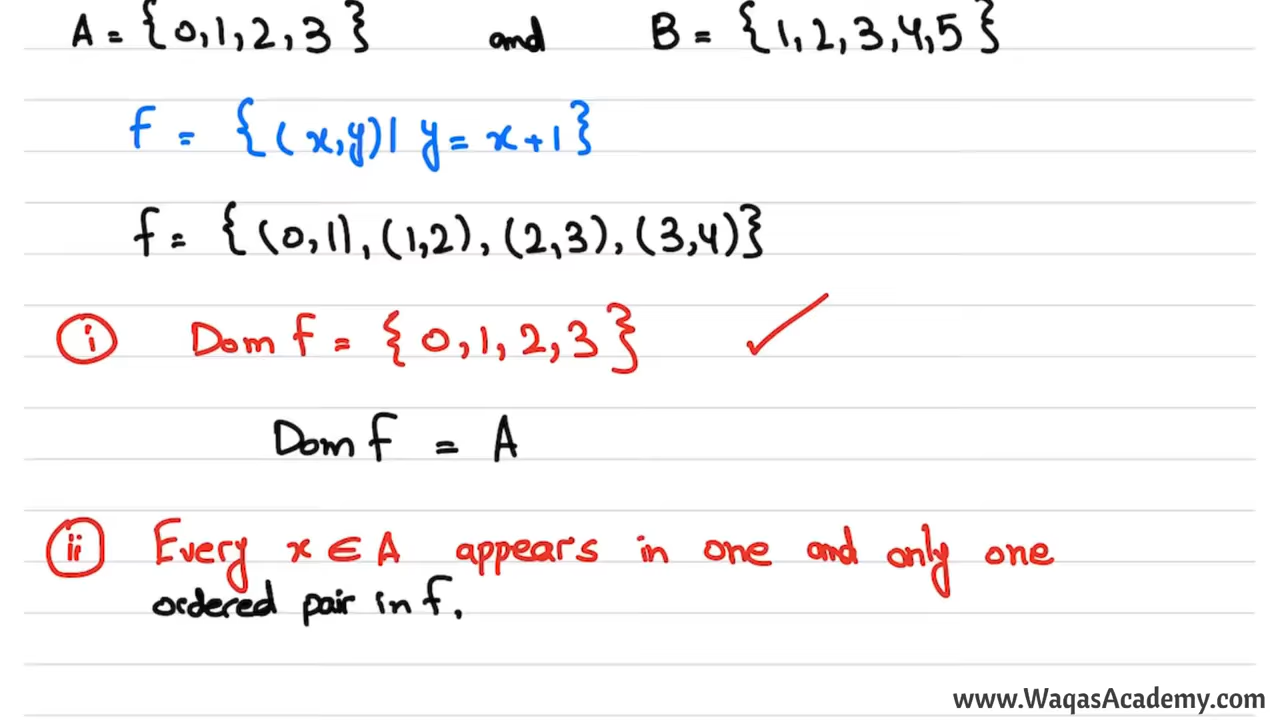 A = {0,1,2,3} and B = {1,2,3,4,5}
f = {(x,y)| y = x+1}
f = {(0,1), (1,2), (2,3), (3,4)}
i Dom f = {0,1,2,3} ✓
Dom f = A
ii Every x ∈ A appears in one and only one
ordered pair in f.
www.WaqasAcademy.com